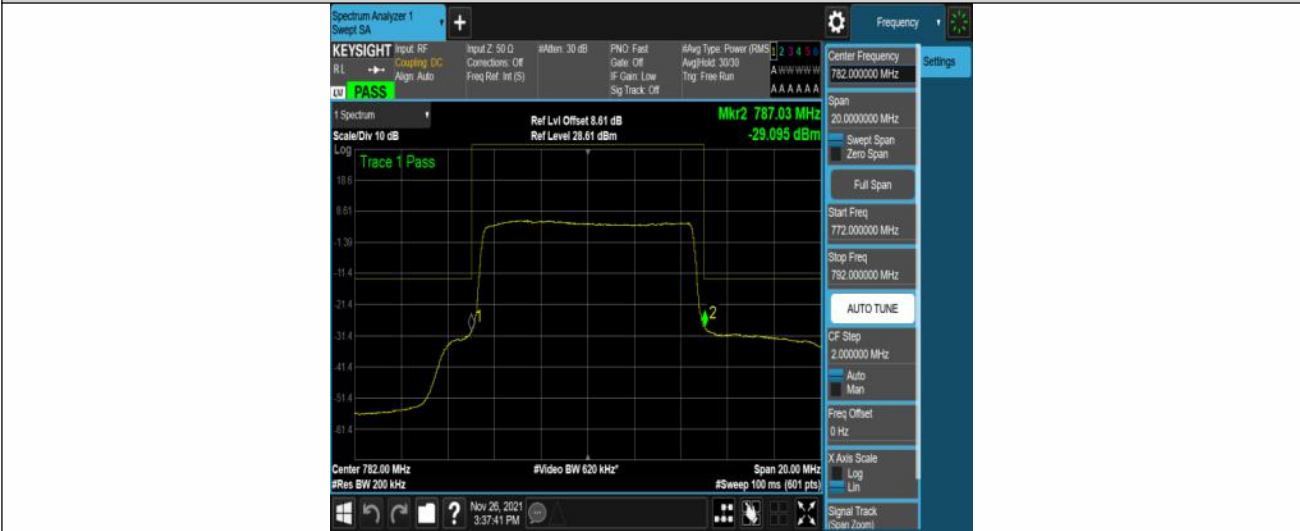 Spectrum Analyzer 1
Swept SA
+
Frequency
KEYSIGHT Input: RF
RL
Coupling: DC
Align: Auto
LXI PASS
Input Z: 50 Ω
Corrections: Off
Freq Ref: Int (S)
#Atten: 30 dB
PNO: Fast
Gate: Off
IF Gain: Low
Sig Track: Off
#Avg Type: Power (RMS
Avg|Hold: 30/30
Trig: Free Run
1 2 3 4 5 6
A W W W W W
A A A A A A
1 Spectrum
Scale/Div 10 dB
Ref Lvl Offset 8.61 dB
Ref Level 28.61 dBm
Mkr2 787.03 MHz
-29.095 dBm
Log
Trace 1 Pass
18.6
8.61
-1.39
-11.4
-21.4
-31.4
-41.4
-51.4
-61.4
1
2
Center 782.00 MHz
#Res BW 200 kHz
#Video BW 620 kHz*
Span 20.00 MHz
#Sweep 100 ms (601 pts)
?
Nov 26, 2021
3:37:41 PM
Center Frequency
782.000000 MHz
Settings
Span
20.0000000 MHz
Swept Span
Zero Span
Full Span
Start Freq
772.000000 MHz
Stop Freq
792.000000 MHz
AUTO TUNE
CF Step
2.000000 MHz
Auto
Man
Freq Offset
0 Hz
X Axis Scale
Log
Lin
Signal Track
(Span Zoom)